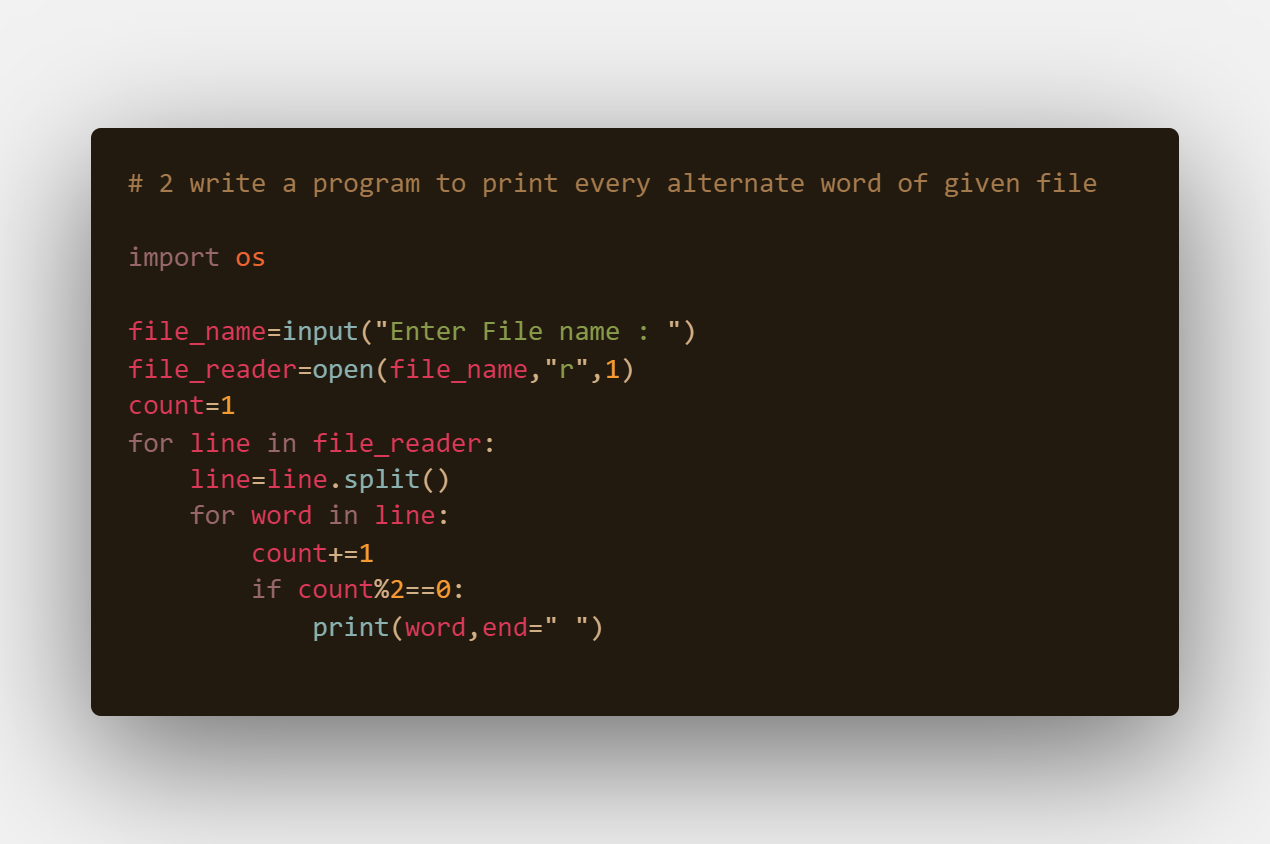 # 2 write a program to print every alternate word of given file
import os
file_name=input("Enter File name : ")
file_reader=open(file_name,"r",1)
count=1
for line in file_reader:
    line=line.split()
    for word in line:
        count+=1
        if count%2==0:
            print(word,end=" ")